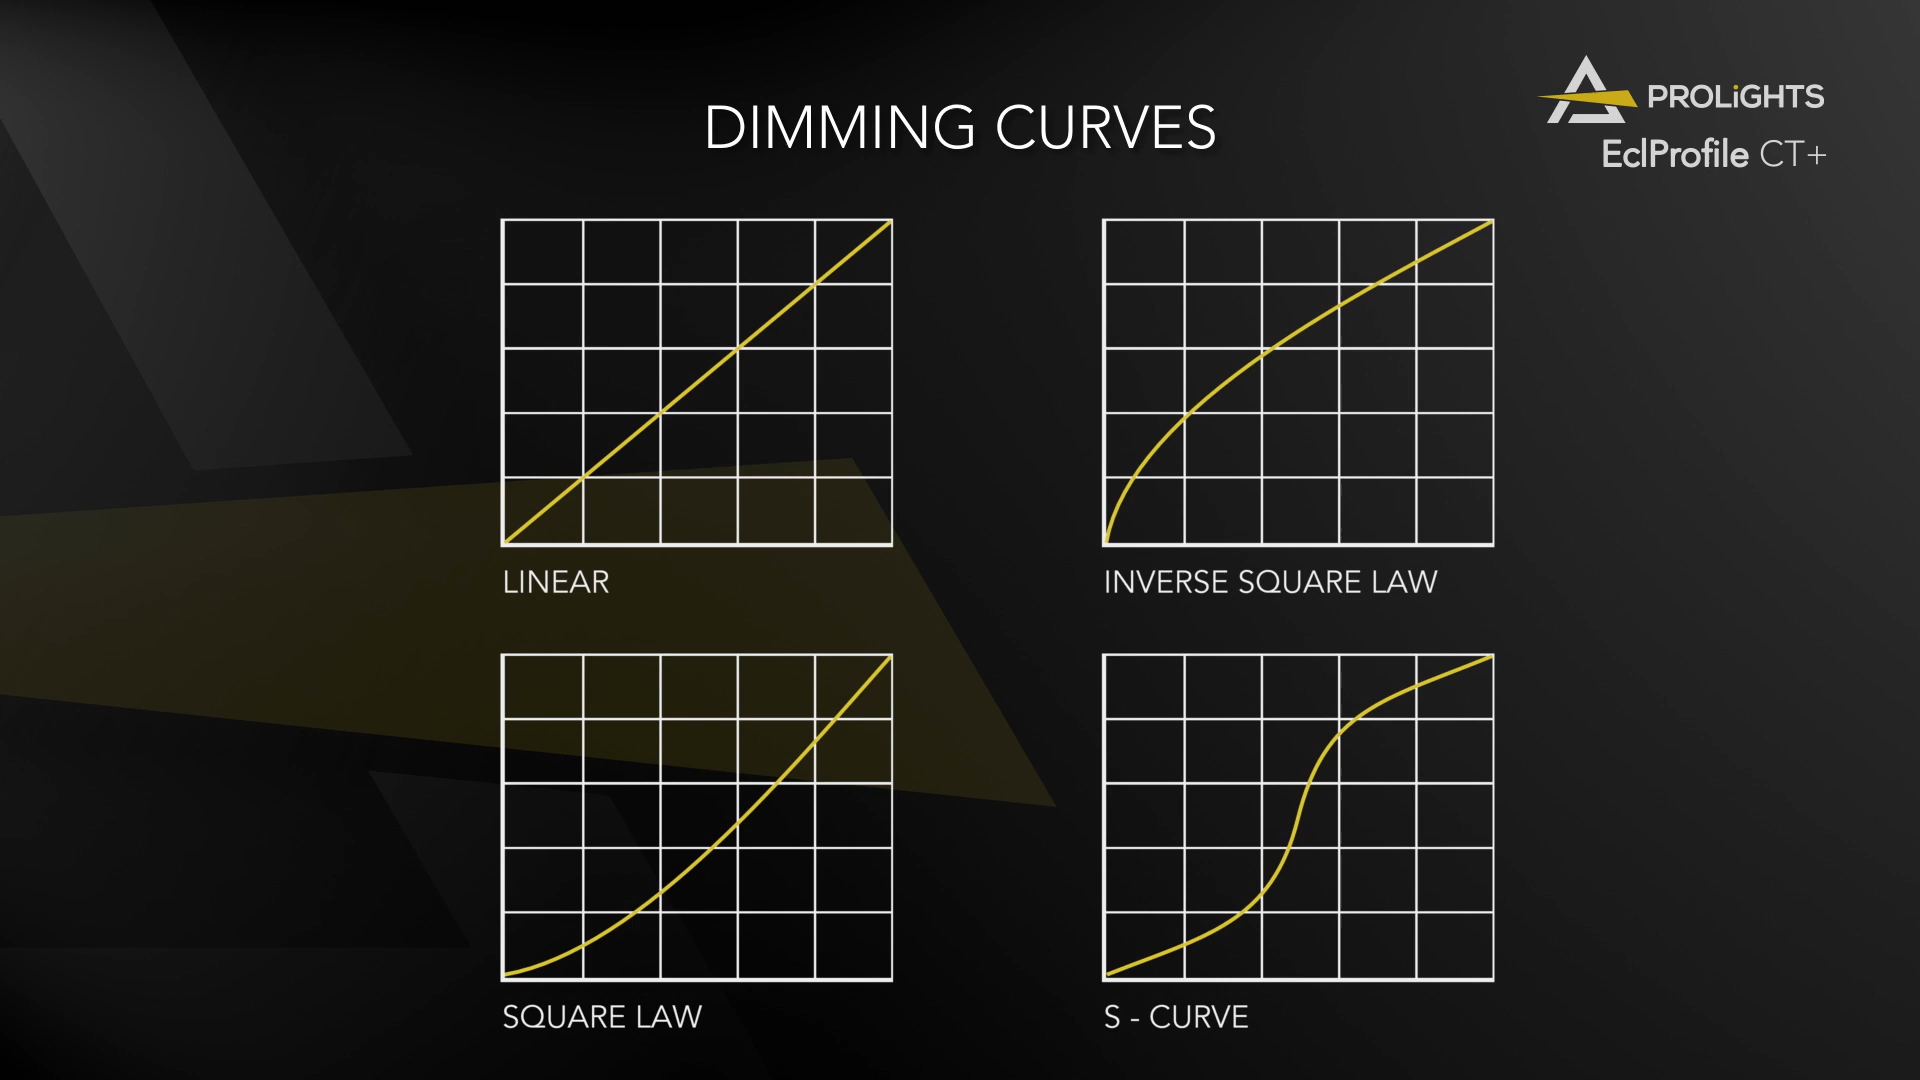 DIMMING CURVES
PROLiGHTS
EclProfile CT+
LINEAR
INVERSE SQUARE LAW
SQUARE LAW
S - CURVE